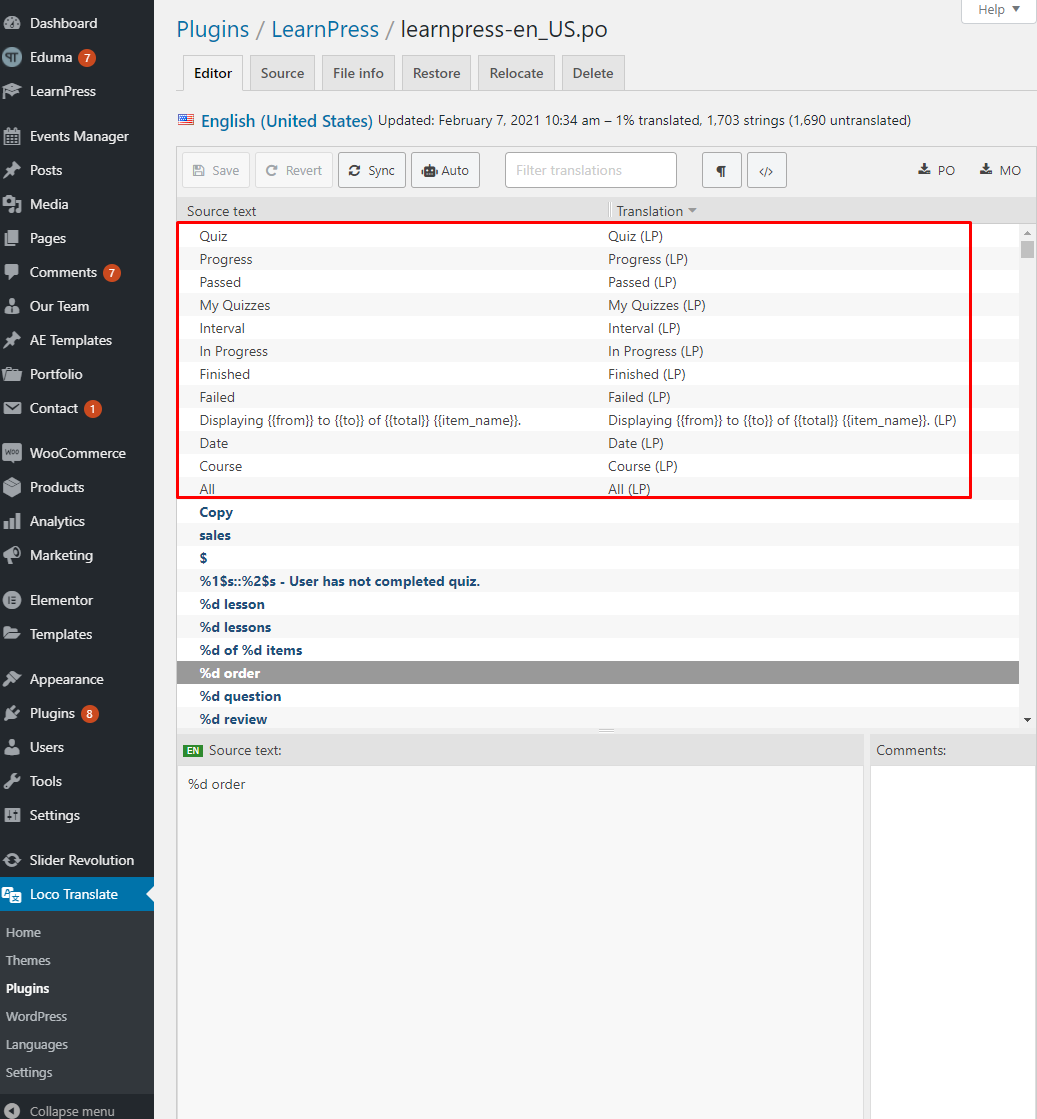 Help
Plugins / LearnPress / learnpress-en_US.po
Editor Source File info Restore Relocate Delete
English (United States) Updated: February 7, 2021 10:34 am – 1% translated, 1,703 strings (1,690 untranslated)
Save Revert Sync Auto Filter translations ¶ </> PO MO
Source text Translation
Quiz Quiz (LP)
Progress Progress (LP)
Passed Passed (LP)
My Quizzes My Quizzes (LP)
Interval Interval (LP)
In Progress In Progress (LP)
Finished Finished (LP)
Failed Failed (LP)
Displaying {{from}} to {{to}} of {{total}} {{item_name}}. Displaying {{from}} to {{to}} of {{total}} {{item_name}}. (LP)
Date Date (LP)
Course Course (LP)
All All (LP)
Copy
sales
$
%1$s::%2$s - User has not completed quiz.
%d lesson
%d lessons
%d of %d items
%d order
%d question
%d review
EN Source text: Comments:
%d order
Dashboard
Eduma 7
LearnPress
Events Manager
Posts
Media
Pages
Comments 7
Our Team
AE Templates
Portfolio
Contact 1
WOO WooCommerce
Products
Analytics
Marketing
Elementor
Templates
Appearance
Plugins 8
Users
Tools
Settings
Slider Revolution
Loco Translate
Home
Themes
Plugins
WordPress
Languages
Settings
Collapse menu